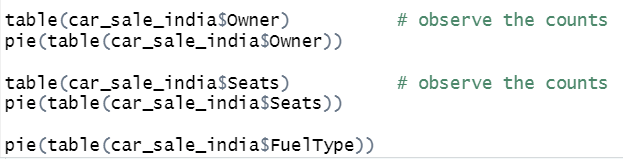 table(car_sale_india$Owner) # observe the counts
pie(table(car_sale_india$Owner))
table(car_sale_india$Seats) # observe the counts
pie(table(car_sale_india$Seats))
pie(table(car_sale_india$FuelType))